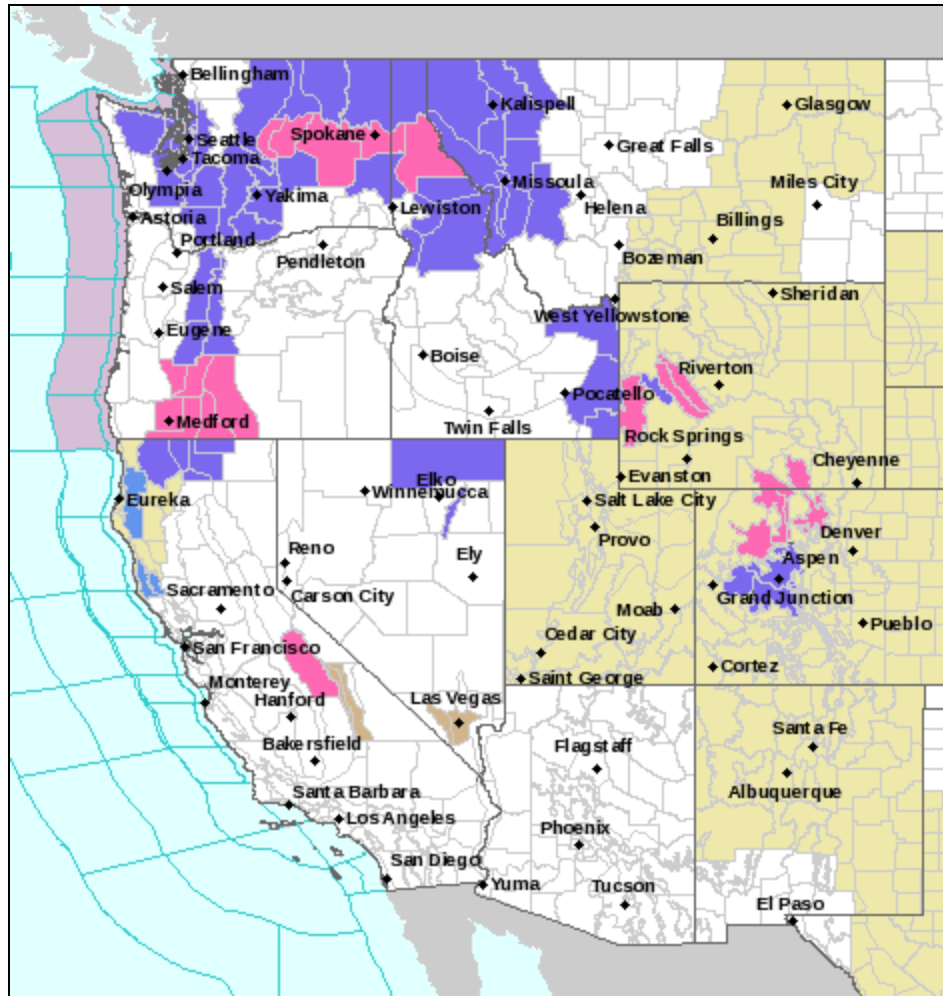 Bellingham
Kalispell
Glasgow
Spokane
Seattle
Great Falls
Tacoma
Miles City
Missoula
Olympia
Yakima
Lewiston
Helena
Astoria
Billings
Portland
Bozeman
Pendleton
Salem
Sheridan
West Yellowstone
Eugene
Boise
Riverton
Pocatello
Medford
Twin Falls
Rock Springs
Cheyenne
Elko
Evanston
Winnemucca
Eureka
Salt Lake City
Denver
Provo
Reno
Ely
Aspen
Sacramento
Carson City
Grand Junction
Moab
Pueblo
Cedar City
San Francisco
Cortez
Saint George
Monterey
Hanford
Las Vegas
Santa Fe
Bakersfield
Flagstaff
Santa Barbara
Albuquerque
Los Angeles
Phoenix
San Diego
Yuma
Tucson
El Paso